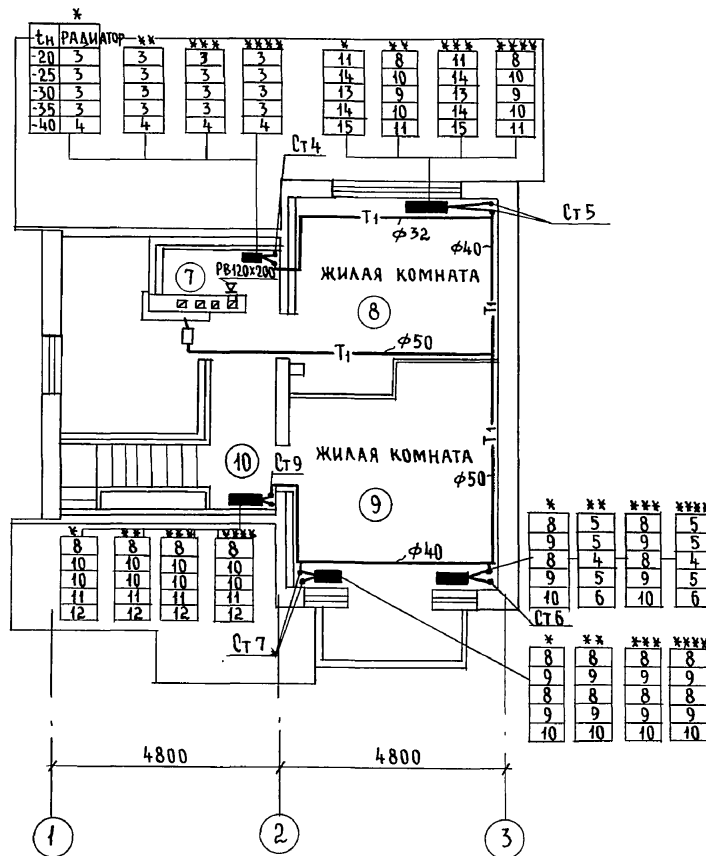 *
tн РАДИАТОР ** *** ****
-20 3 3 3 3
-25 3 3 3 3
-30 3 3 3 3
-35 3 3 3 3
-40 4 4 4 4
* ** *** ****
11 8 11 8
14 10 14 10
13 9 13 9
14 10 14 10
15 11 15 11
Ст4
Ст5
Т1
ф32
ф40
7
РВ120х200
ЖИЛАЯ КОМНАТА
8
Т1
ф50
Т1
Т1
ЖИЛАЯ КОМНАТА
10
Ст9
ф50
9
* ** *** ****
8 5 8 5
9 5 9 5
8 4 8 4
9 5 9 5
10 6 10 6
* ** *** ****
8 8 8 8
10 10 10 10
10 10 10 10
11 11 11 11
12 12 12 12
ф40
Ст6
Ст7
* ** *** ****
8 8 8 8
9 9 9 9
8 8 8 8
9 9 9 9
10 10 10 10
4800 4800
1 2 3